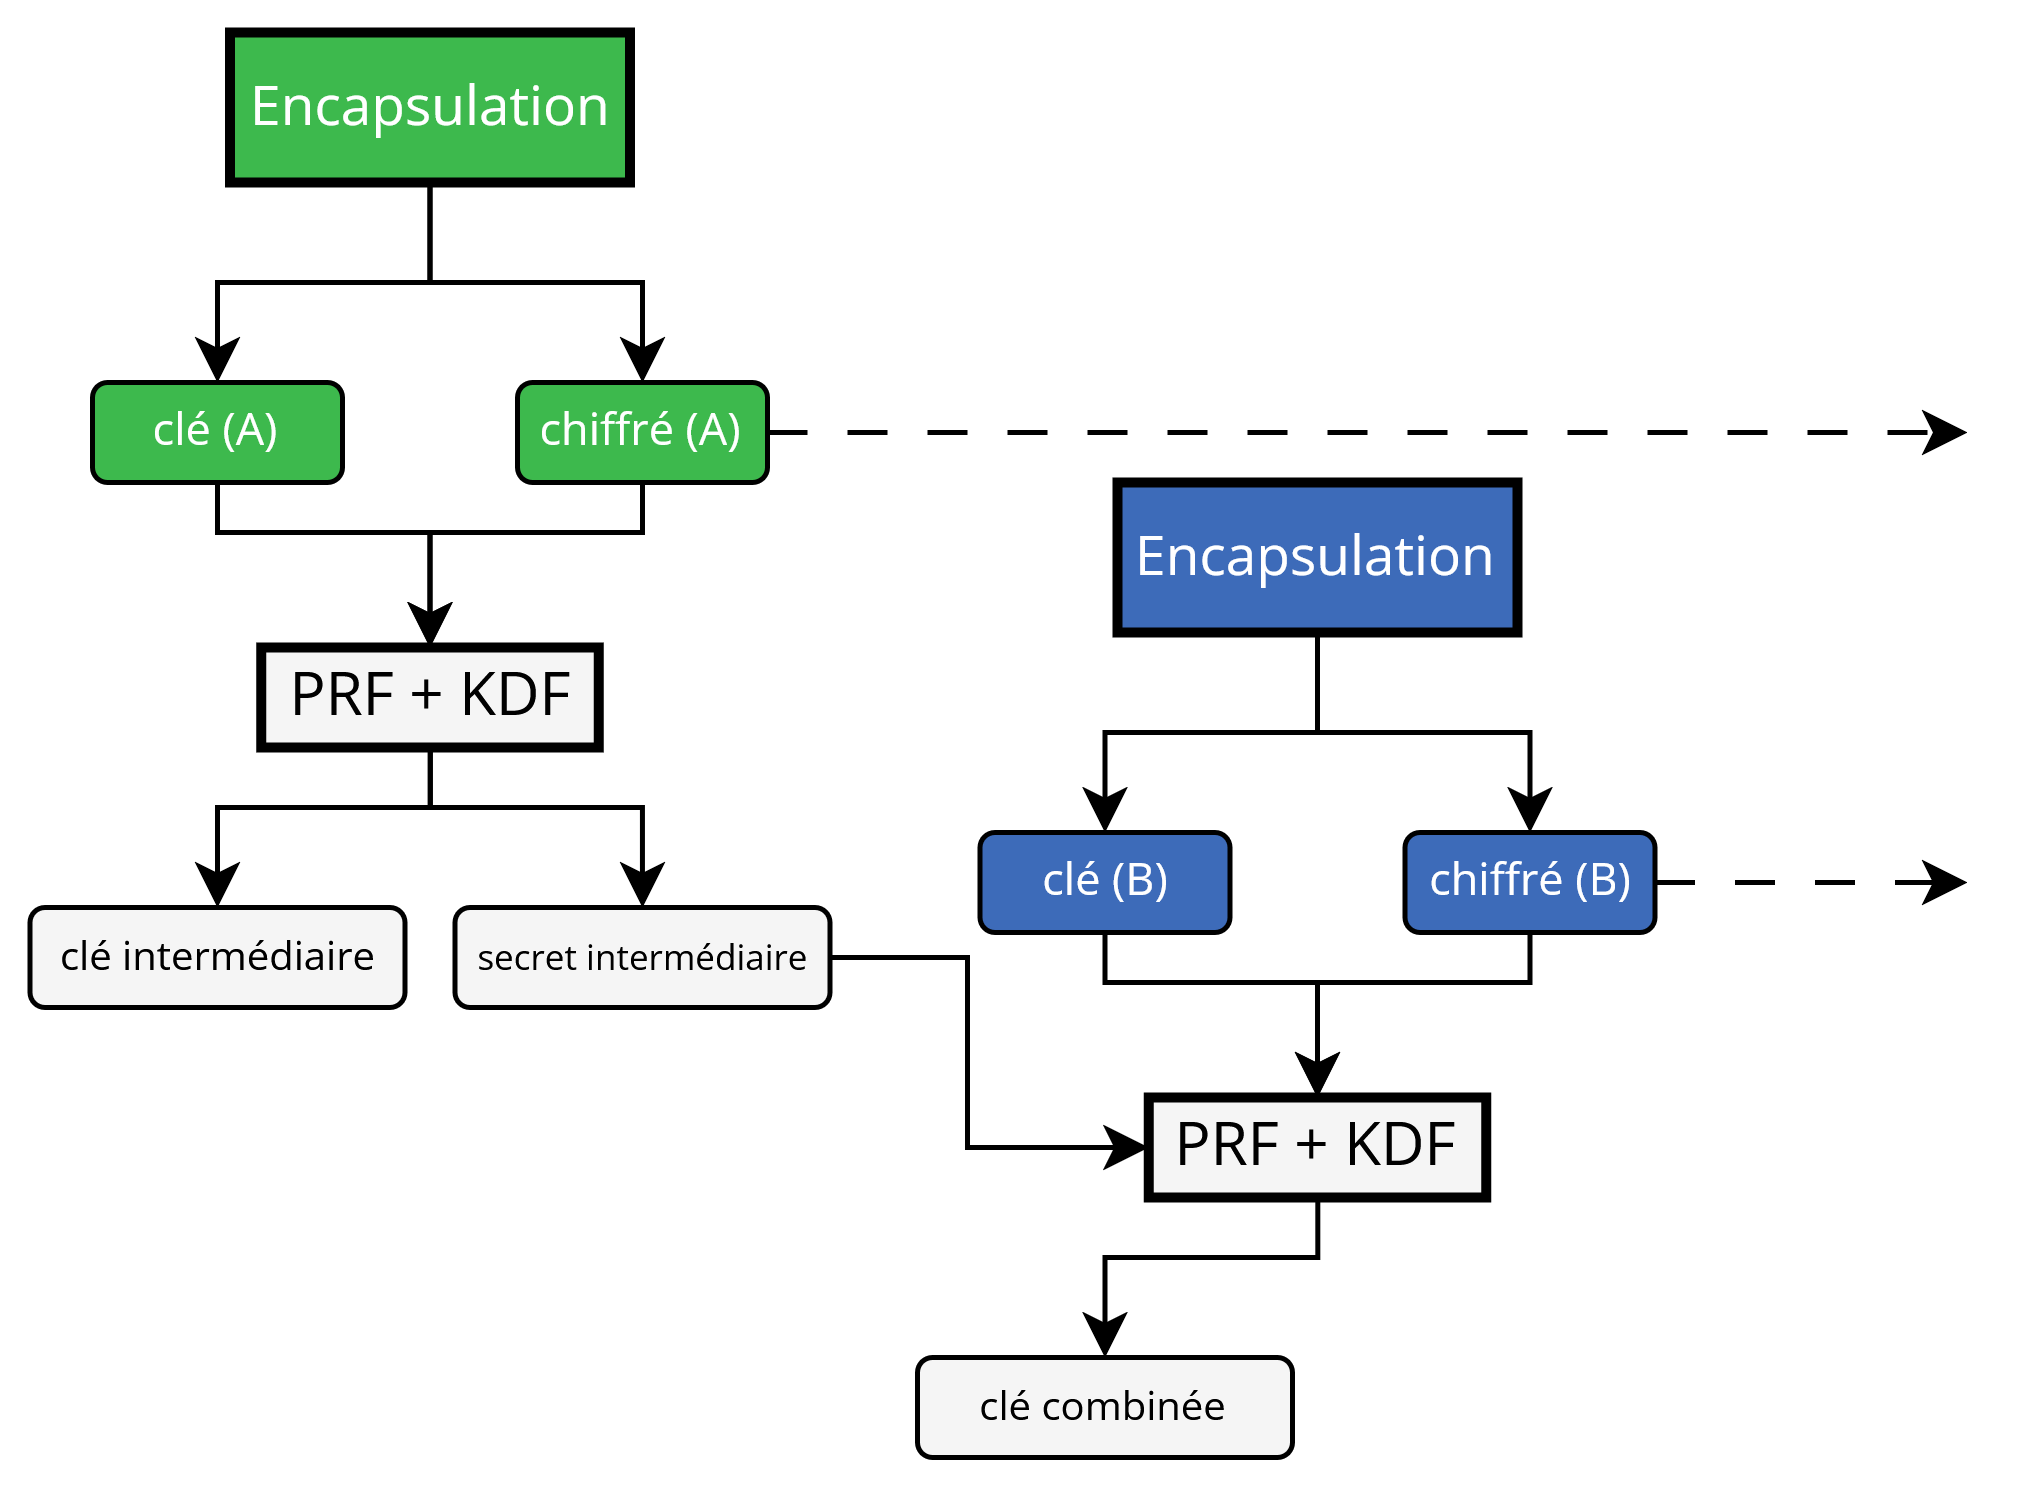 Encapsulation
clé (A)
chiffré (A)
PRF + KDF
clé intermédiaire
secret intermédiaire
Encapsulation
clé (B)
chiffré (B)
PRF + KDF
clé combinée